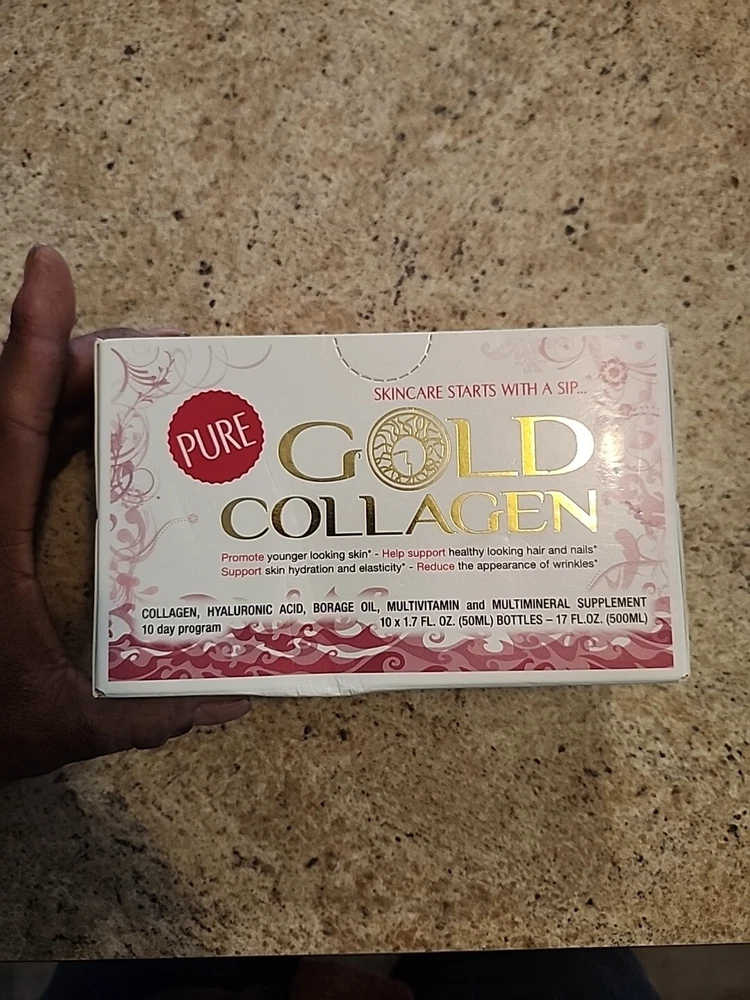 SKINCARE STARTS WITH A SIP...
PURE
GOLD
COLLAGEN
Promote younger looking skin* - Help support healthy looking hair and nails*
Support skin hydration and elasticity* - Reduce the appearance of wrinkles*
COLLAGEN, HYALURONIC ACID, BORAGE OIL, MULTIVITAMIN and MULTIMINERAL SUPPLEMENT
10 day program 10 x 1.7 FL. OZ. (50ML) BOTTLES – 17 FL.OZ. (500ML)